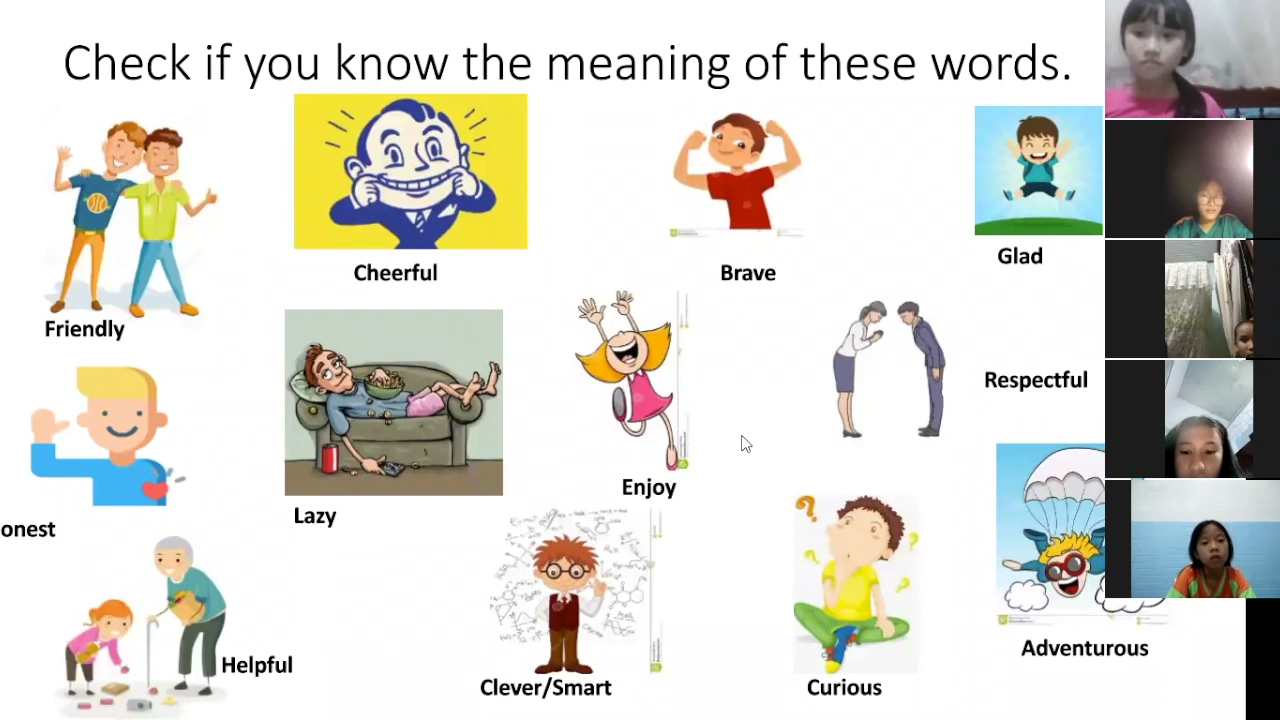 Check if you know the meaning of these words.
Friendly
Cheerful
Brave
Glad
onest
Lazy
Enjoy
Respectful
Helpful
Clever/Smart
Curious
Adventurous